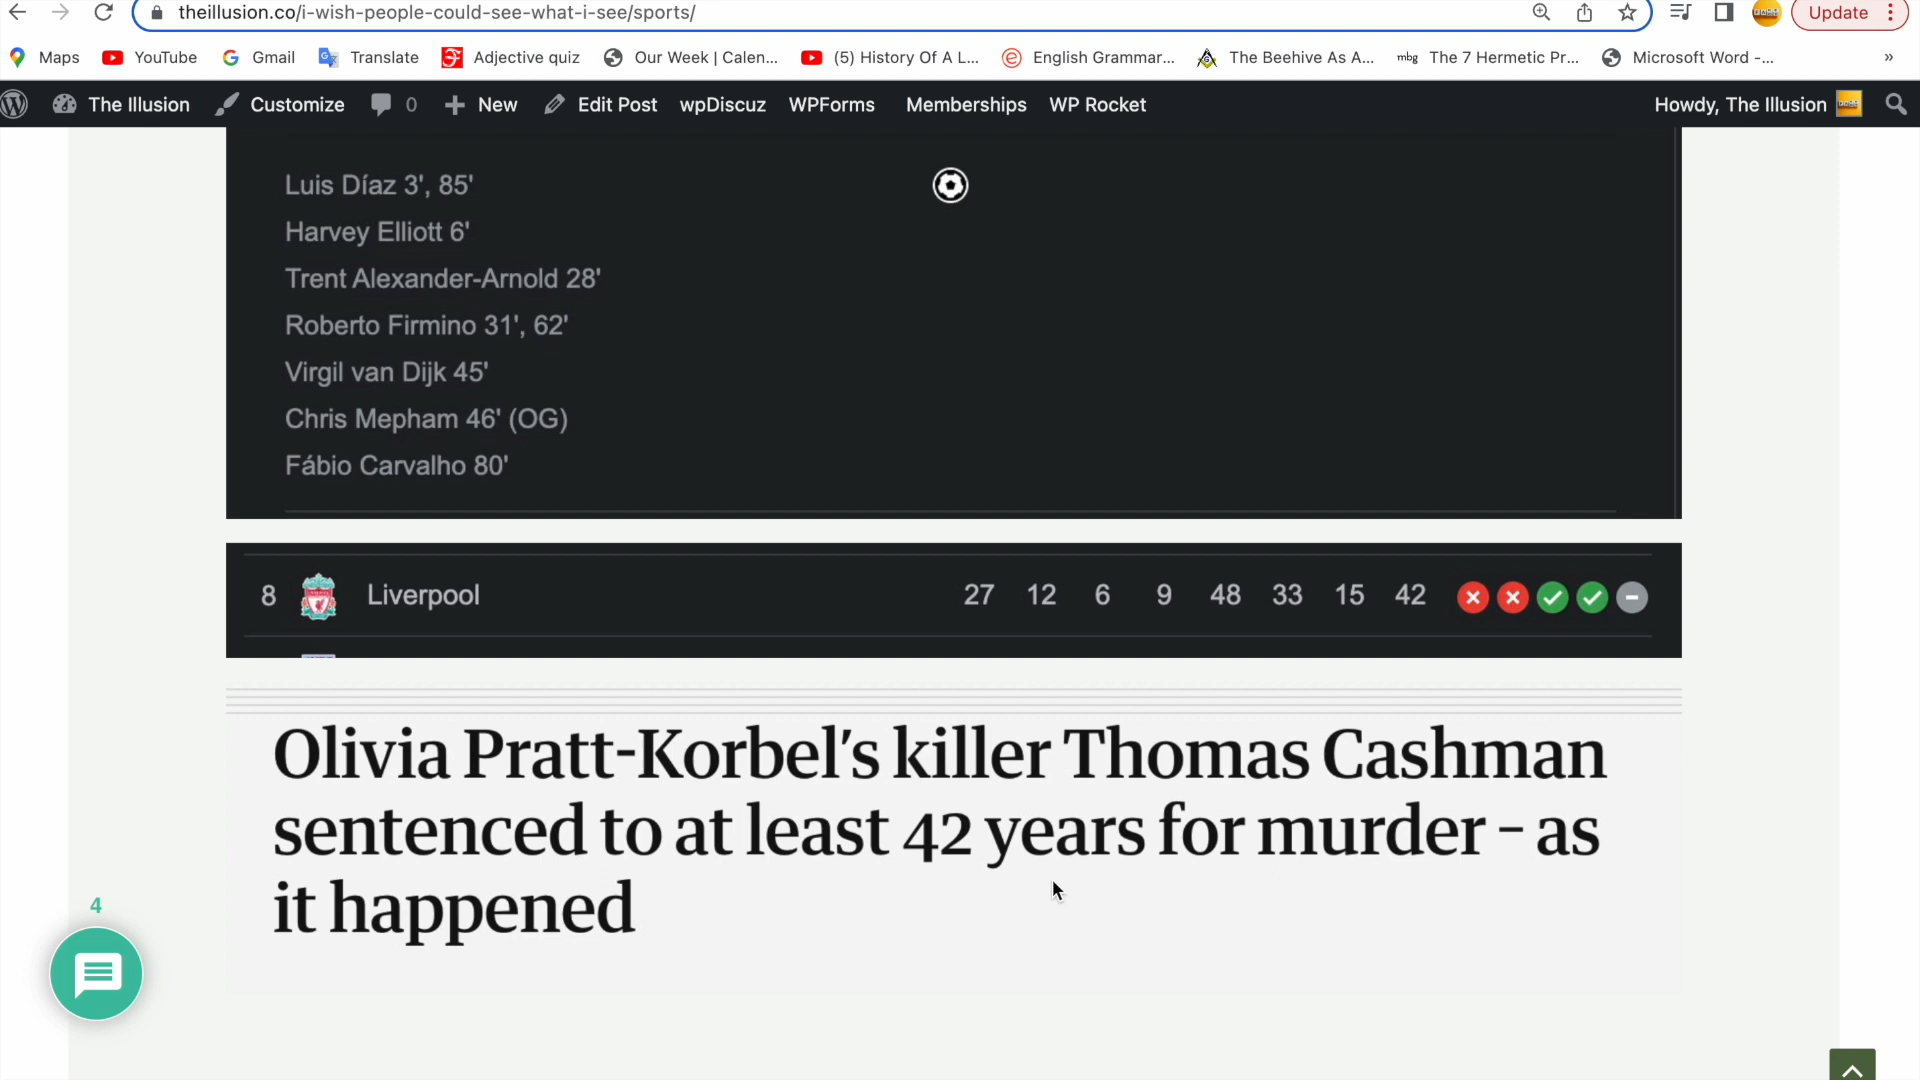 theillusion.co/i-wish-people-could-see-what-i-see/sports/
Update
Maps YouTube Gmail Translate Adjective quiz Our Week | Calen... (5) History Of A L... English Grammar... The Beehive As A... mbg The 7 Hermetic Pr... Microsoft Word -... »
The Illusion Customize 0 New Edit Post wpDiscuz WPForms Memberships WP Rocket Howdy, The Illusion
Luis Díaz 3', 85'
Harvey Elliott 6'
Trent Alexander-Arnold 28'
Roberto Firmino 31', 62'
Virgil van Dijk 45'
Chris Mepham 46' (OG)
Fábio Carvalho 80'
8 Liverpool 27 12 6 9 48 33 15 42
Olivia Pratt-Korbel’s killer Thomas Cashman
sentenced to at least 42 years for murder – as
it happened
4